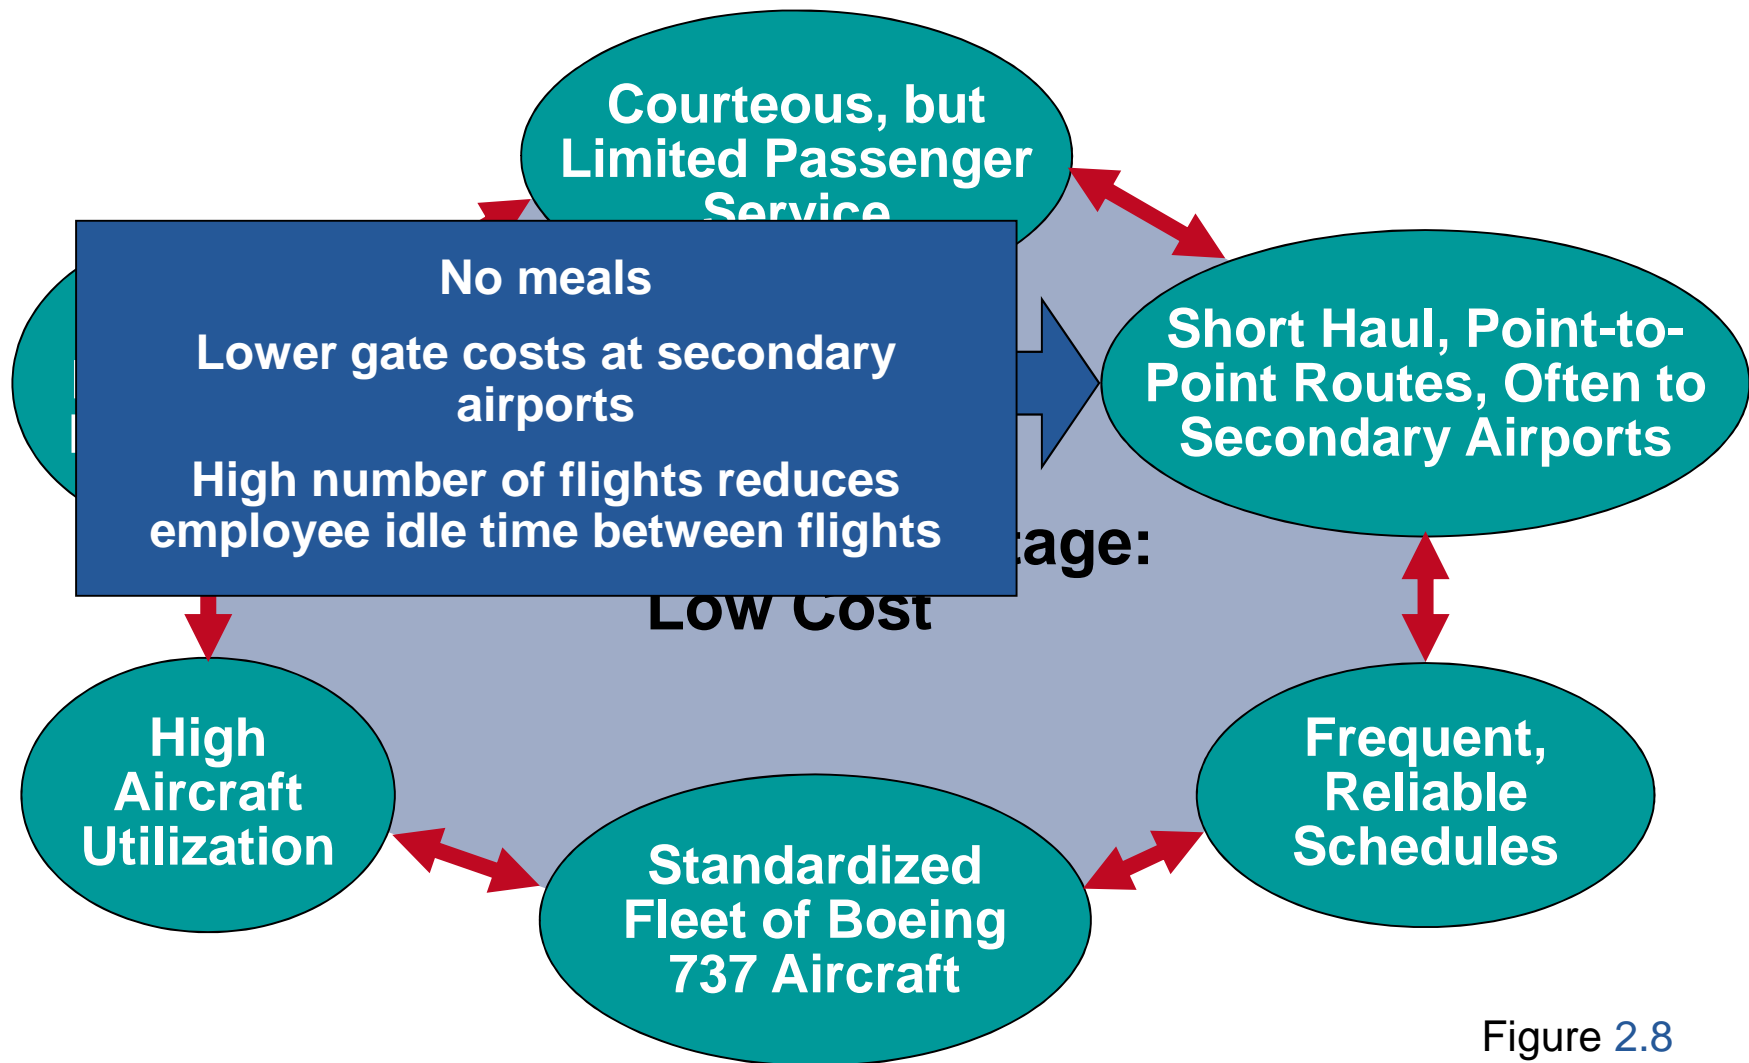 Courteous, but
Limited Passenger
Service
No meals
Lower gate costs at secondary
airports
High number of flights reduces
employee idle time between flights
Short Haul, Point-to-
Point Routes, Often to
Secondary Airports
tage:
Low Cost
High
Aircraft
Utilization
Frequent,
Reliable
Schedules
Standardized
Fleet of Boeing
737 Aircraft
Figure 2.8